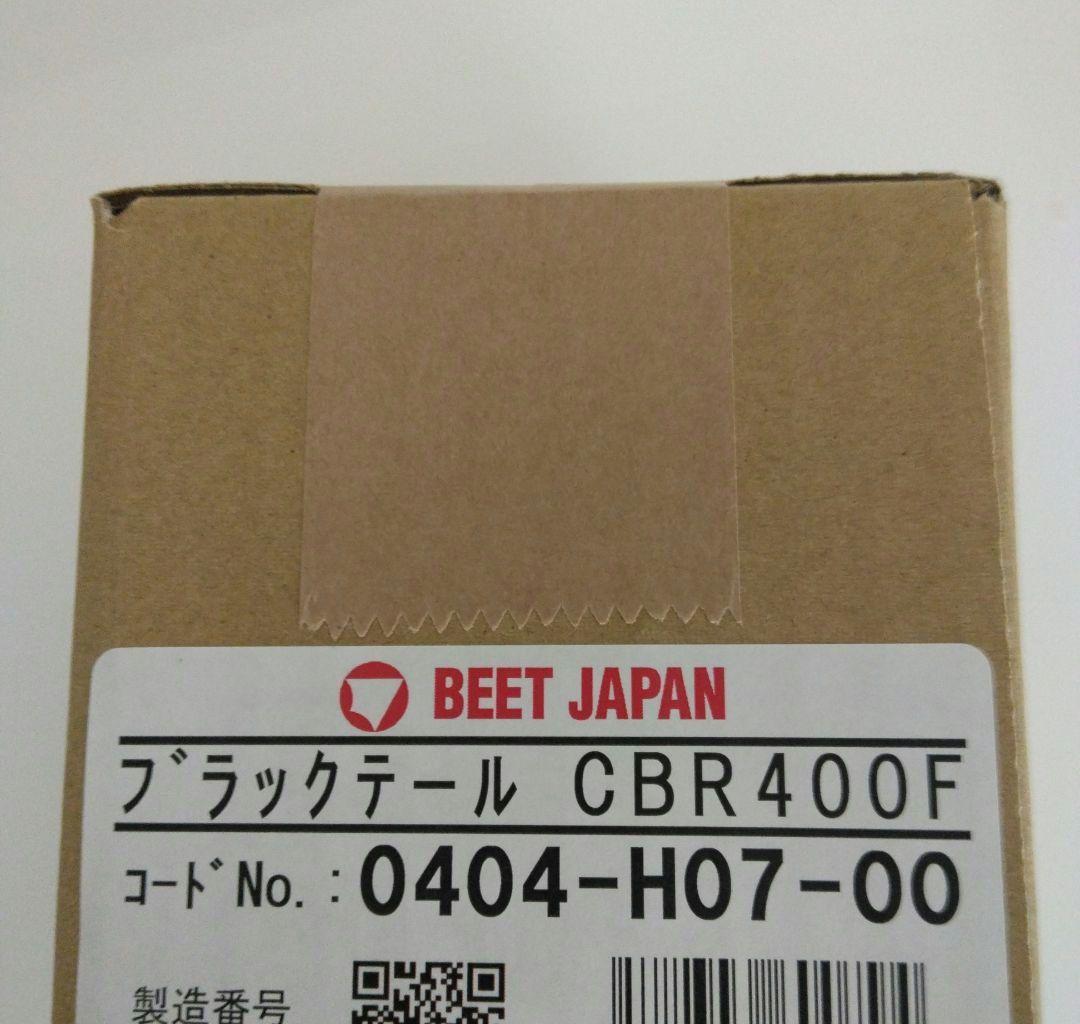 BEET JAPAN
ブラックテール CBR400F
コードNo.:0404-H07-00
製造番号